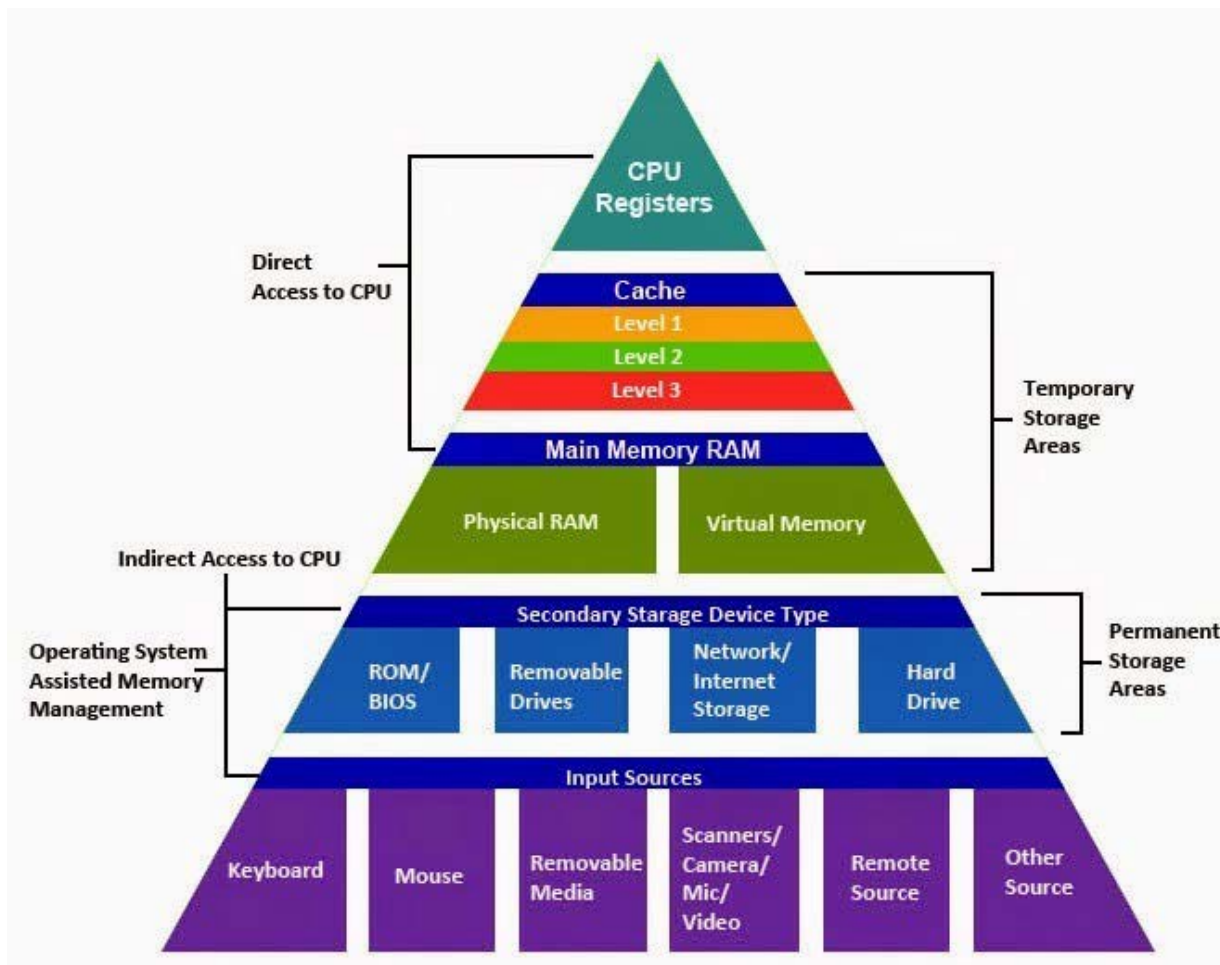 CPU
Registers
Direct
Access to CPU
Cache
Level 1
Level 2
Level 3
Temporary
Storage
Areas
Main Memory RAM
Physical RAM
Virtual Memory
Indirect Access to CPU
Operating System
Assisted Memory
Management
Secondary Starage Device Type
ROM/
BIOS
Removable
Drives
Network/
Internet
Storage
Hard
Drive
Permanent
Storage
Areas
Input Sources
Keyboard
Mouse
Removable
Media
Scanners/
Camera/
Mic/
Video
Remote
Source
Other
Source